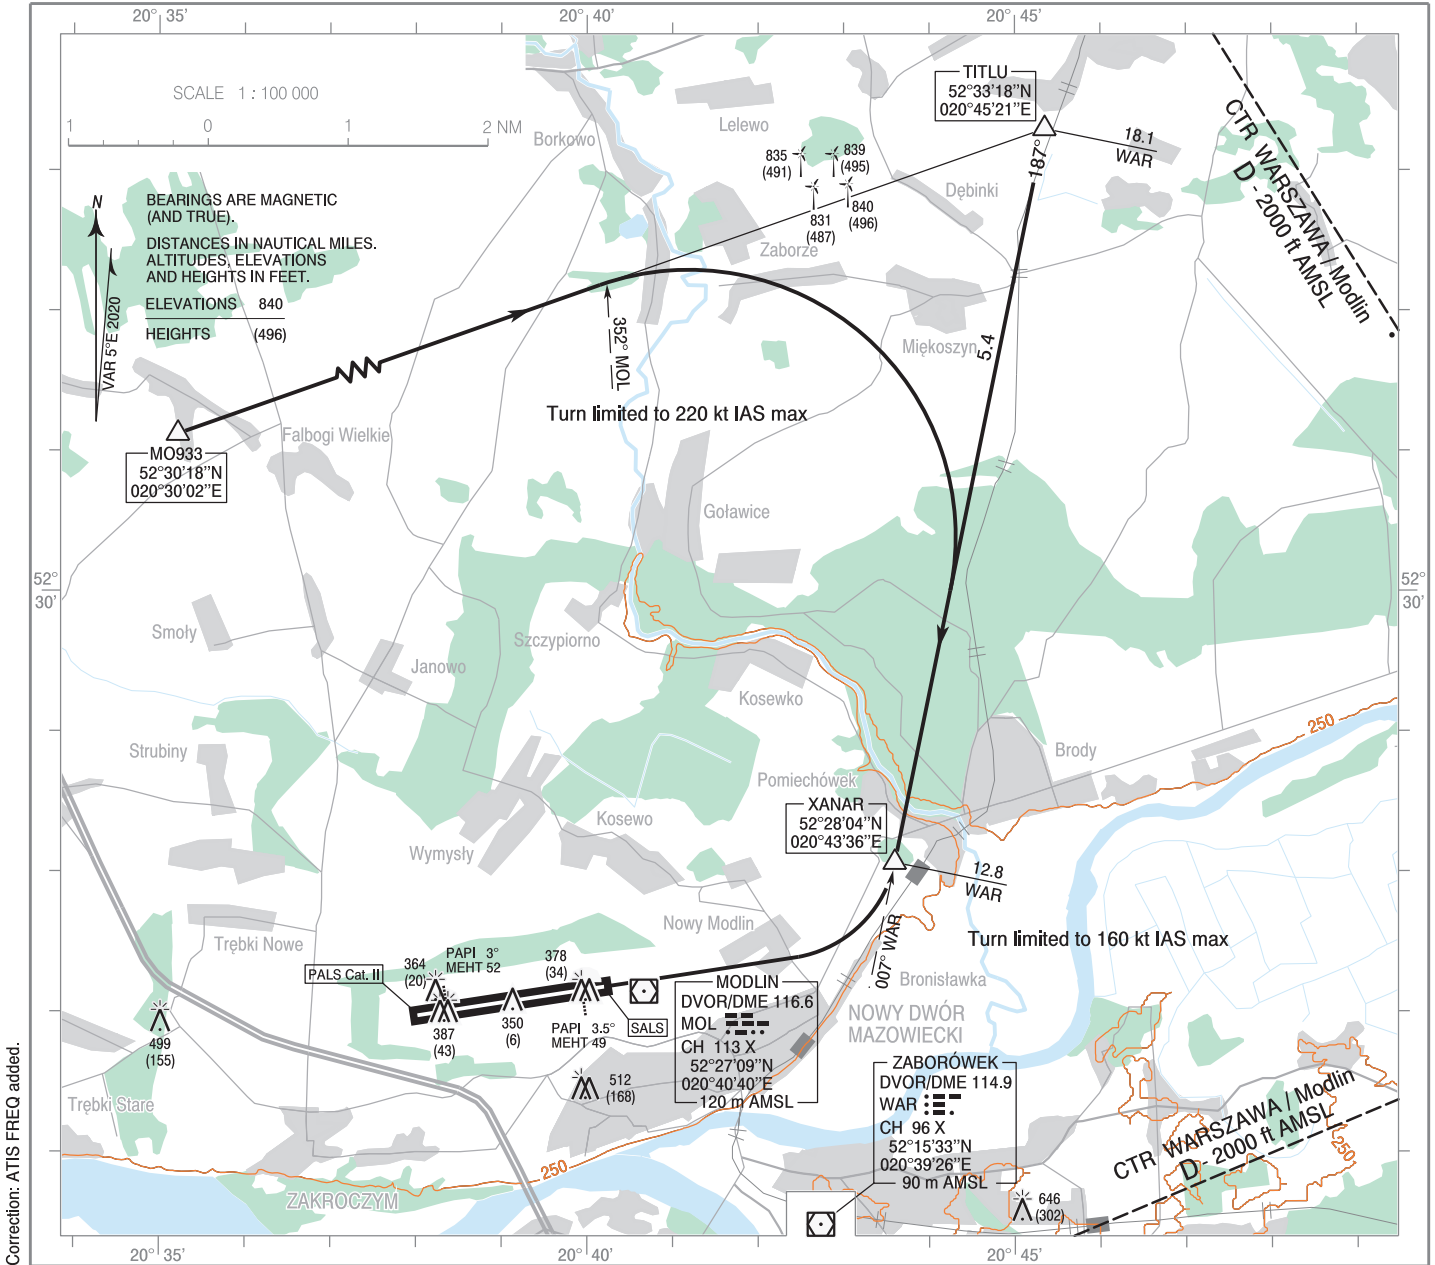 20° 35'
20° 40'
20° 45'
SCALE 1 : 100 000
1 0 1 2 NM
BEARINGS ARE MAGNETIC
(AND TRUE).
DISTANCES IN NAUTICAL MILES.
ALTITUDES, ELEVATIONS
AND HEIGHTS IN FEET.
ELEVATIONS 840
HEIGHTS (496)
N
VAR 5°E 2020
Borkowo
Lelewo
TITLU
52°33'18"N
020°45'21"E
18.1
WAR
187°
CTR WARSZAWA / Modlin
D - 2000 ft AMSL
835
(491)
839
(495)
831
(487)
840
(496)
Dębinki
Zaborze
352° MOL
Miękoszyn
5.4
Turn limited to 220 kt IAS max
Falbogi Wielkie
MO933
52°30'18"N
020°30'02"E
Goławice
52°
30'
52°
30'
Smoły
Janowo
Szczypiorno
Kosewko
Strubiny
Brody
250
Pomiechówek
XANAR
52°28'04"N
020°43'36"E
Kosewo
Wymysły
12.8
WAR
007° WAR
Turn limited to 160 kt IAS max
Nowy Modlin
Trębki Nowe
Bronisławka
PALS Cat. II
364
(20)
PAPI 3°
MEHT 52
378
(34)
387
(43)
350
(6)
PAPI 3.5°
MEHT 49
SALS
MODLIN
DVOR/DME 116.6
MOL
CH 113 X
52°27'09"N
020°40'40"E
120 m AMSL
NOWY DWÓR
MAZOWIECKI
499
(155)
512
(168)
ZABORÓWEK
DVOR/DME 114.9
WAR
CH 96 X
52°15'33"N
020°39'26"E
90 m AMSL
Trębki Stare
CTR WARSZAWA / Modlin
D - 2000 ft AMSL
250
250
ZAKROCZYM
646
(302)
20° 35'
20° 40'
20° 45'
Correction: ATIS FREQ added.